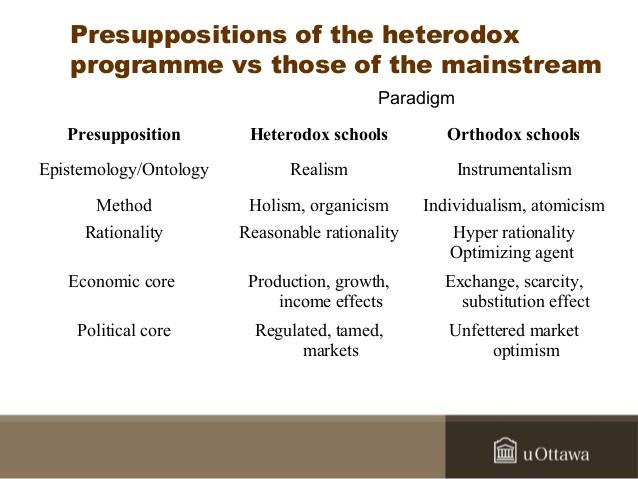 Presuppositions of the heterodox
programme vs those of the mainstream
Paradigm
Presupposition Heterodox schools Orthodox schools
Epistemology/Ontology Realism Instrumentalism
Method Holism, organicism Individualism, atomicism
Rationality Reasonable rationality Hyper rationality
Optimizing agent
Economic core Production, growth, Exchange, scarcity,
income effects substitution effect
Political core Regulated, tamed, Unfettered market
markets optimism
uOttawa